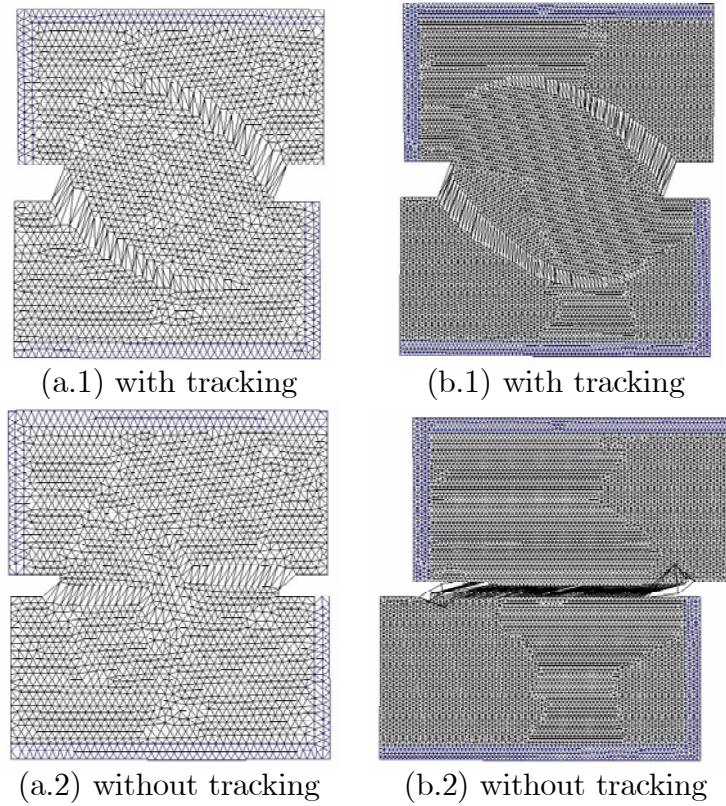 (a.1) with tracking
(b.1) with tracking
(a.2) without tracking
(b.2) without tracking